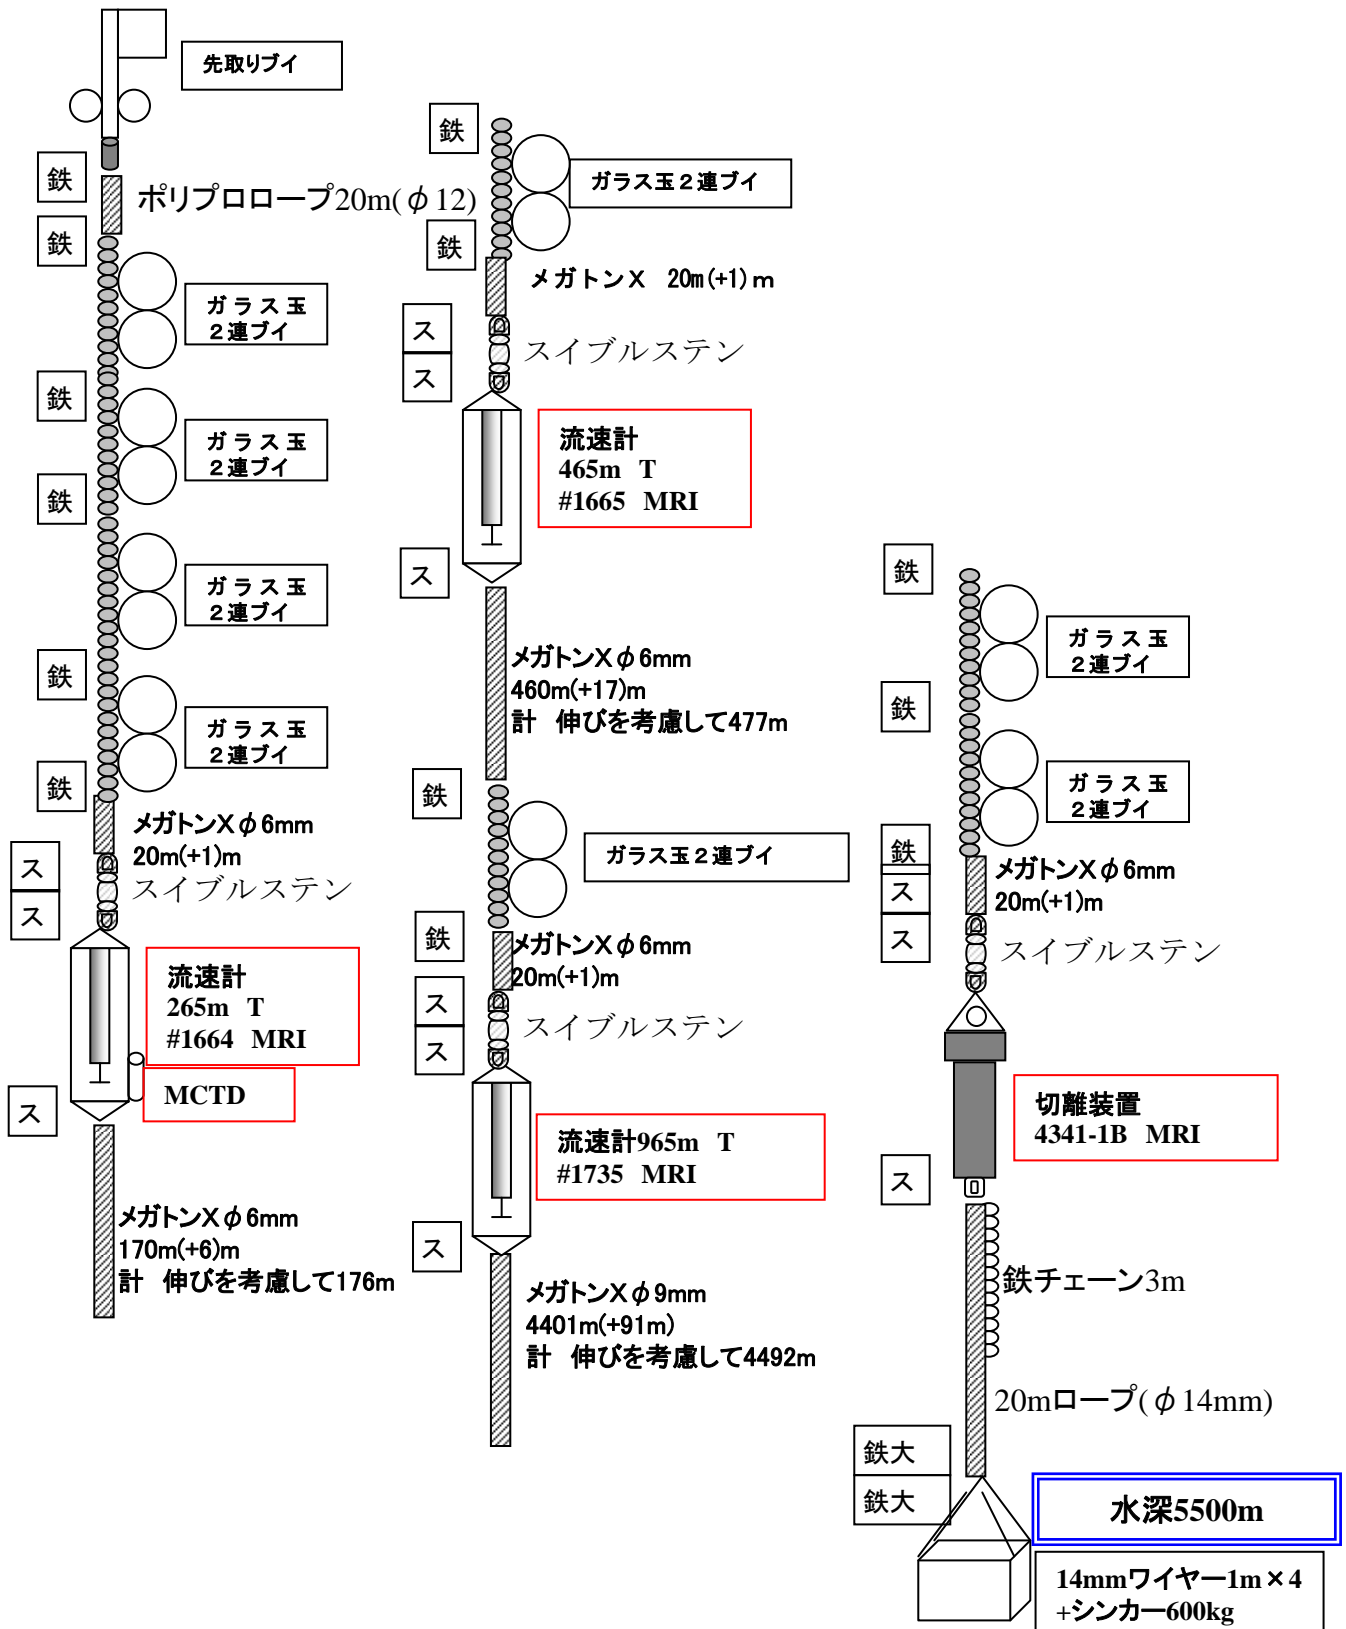 先取りブイ
鉄
ポリプロロープ20m(φ12)
鉄
ガラス玉
2連ブイ
鉄
ガラス玉
2連ブイ
鉄
ガラス玉
2連ブイ
鉄
ガラス玉
2連ブイ
鉄
メガトンXφ6mm
20m(+1)m
ス
スイブルステン
ス
流速計
265m T
#1664 MRI
MCTD
ス
メガトンXφ6mm
170m(+6)m
計 伸びを考慮して176m
鉄
ガラス玉2連ブイ
鉄
メガトンX 20m(+1)m
ス
スイブルステン
ス
流速計
465m T
#1665 MRI
ス
メガトンXφ6mm
460m(+17)m
計 伸びを考慮して477m
鉄
ガラス玉2連ブイ
鉄
メガトンXφ6mm
20m(+1)m
ス
スイブルステン
ス
流速計965m T
#1735 MRI
ス
メガトンXφ9mm
4401m(+91m)
計 伸びを考慮して4492m
鉄
ガラス玉
2連ブイ
鉄
ガラス玉
2連ブイ
鉄
メガトンXφ6mm
20m(+1)m
ス
ス
スイブルステン
切離装置
4341-1B MRI
ス
鉄チェーン3m
20mロープ(φ14mm)
鉄大
鉄大
水深5500m
14mmワイヤー1m×4
+シンカー600kg